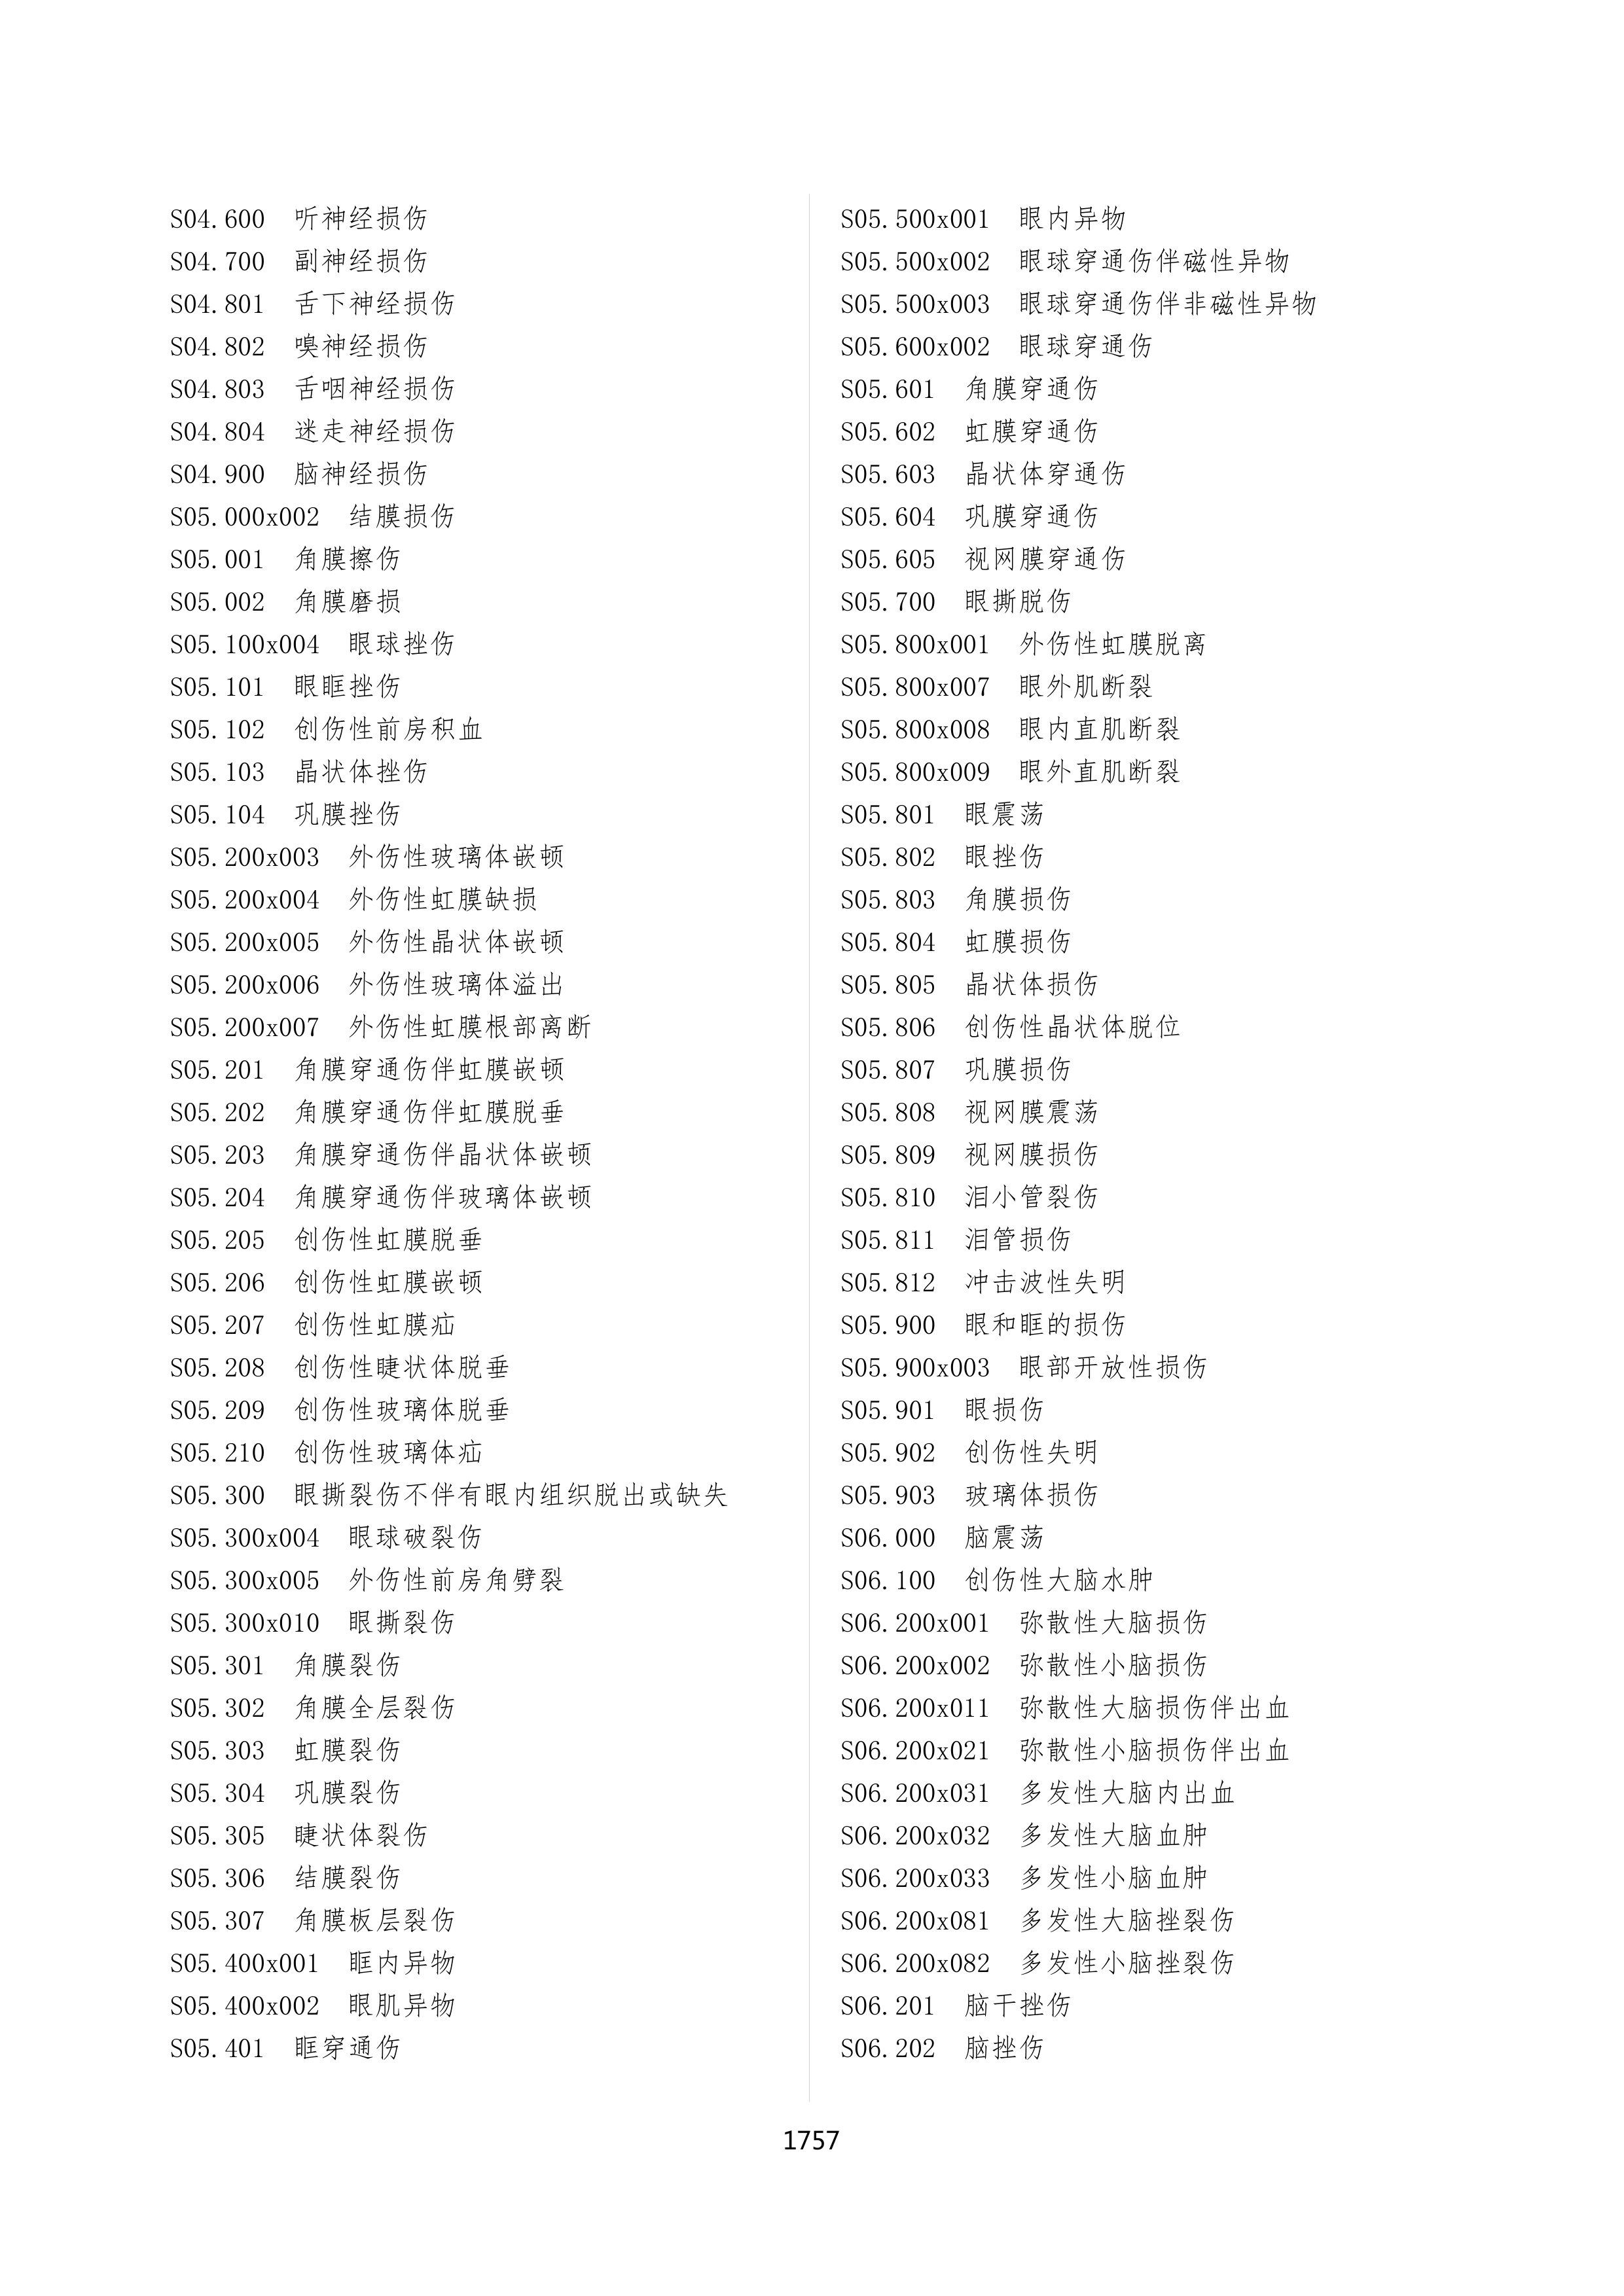 S04.600 听神经损伤
S04.700 副神经损伤
S04.801 舌下神经损伤
S04.802 嗅神经损伤
S04.803 舌咽神经损伤
S04.804 迷走神经损伤
S04.900 脑神经损伤
S05.000x002 结膜损伤
S05.001 角膜擦伤
S05.002 角膜磨损
S05.100x004 眼球挫伤
S05.101 眼眶挫伤
S05.102 创伤性前房积血
S05.103 晶状体挫伤
S05.104 巩膜挫伤
S05.200x003 外伤性玻璃体嵌顿
S05.200x004 外伤性虹膜缺损
S05.200x005 外伤性晶状体嵌顿
S05.200x006 外伤性玻璃体溢出
S05.200x007 外伤性虹膜根部离断
S05.201 角膜穿通伤伴虹膜嵌顿
S05.202 角膜穿通伤伴虹膜脱垂
S05.203 角膜穿通伤伴晶状体嵌顿
S05.204 角膜穿通伤伴玻璃体嵌顿
S05.205 创伤性虹膜脱垂
S05.206 创伤性虹膜嵌顿
S05.207 创伤性虹膜疝
S05.208 创伤性睫状体脱垂
S05.209 创伤性玻璃体脱垂
S05.210 创伤性玻璃体疝
S05.300 眼撕裂伤不伴有眼内组织脱出或缺失
S05.300x004 眼球破裂伤
S05.300x005 外伤性前房角劈裂
S05.300x010 眼撕裂伤
S05.301 角膜裂伤
S05.302 角膜全层裂伤
S05.303 虹膜裂伤
S05.304 巩膜裂伤
S05.305 睫状体裂伤
S05.306 结膜裂伤
S05.307 角膜板层裂伤
S05.400x001 眶内异物
S05.400x002 眼肌异物
S05.401 眶穿通伤
S05.500x001 眼内异物
S05.500x002 眼球穿通伤伴磁性异物
S05.500x003 眼球穿通伤伴非磁性异物
S05.600x002 眼球穿通伤
S05.601 角膜穿通伤
S05.602 虹膜穿通伤
S05.603 晶状体穿通伤
S05.604 巩膜穿通伤
S05.605 视网膜穿通伤
S05.700 眼撕脱伤
S05.800x001 外伤性虹膜脱离
S05.800x007 眼外肌断裂
S05.800x008 眼内直肌断裂
S05.800x009 眼外直肌断裂
S05.801 眼震荡
S05.802 眼挫伤
S05.803 角膜损伤
S05.804 虹膜损伤
S05.805 晶状体损伤
S05.806 创伤性晶状体脱位
S05.807 巩膜损伤
S05.808 视网膜震荡
S05.809 视网膜损伤
S05.810 泪小管裂伤
S05.811 泪管损伤
S05.812 冲击波性失明
S05.900 眼和眶的损伤
S05.900x003 眼部开放性损伤
S05.901 眼损伤
S05.902 创伤性失明
S05.903 玻璃体损伤
S06.000 脑震荡
S06.100 创伤性大脑水肿
S06.200x001 弥散性大脑损伤
S06.200x002 弥散性小脑损伤
S06.200x011 弥散性大脑损伤伴出血
S06.200x021 弥散性小脑损伤伴出血
S06.200x031 多发性大脑内出血
S06.200x032 多发性大脑血肿
S06.200x033 多发性小脑血肿
S06.200x081 多发性大脑挫裂伤
S06.200x082 多发性小脑挫裂伤
S06.201 脑干挫伤
S06.202 脑挫伤
1757